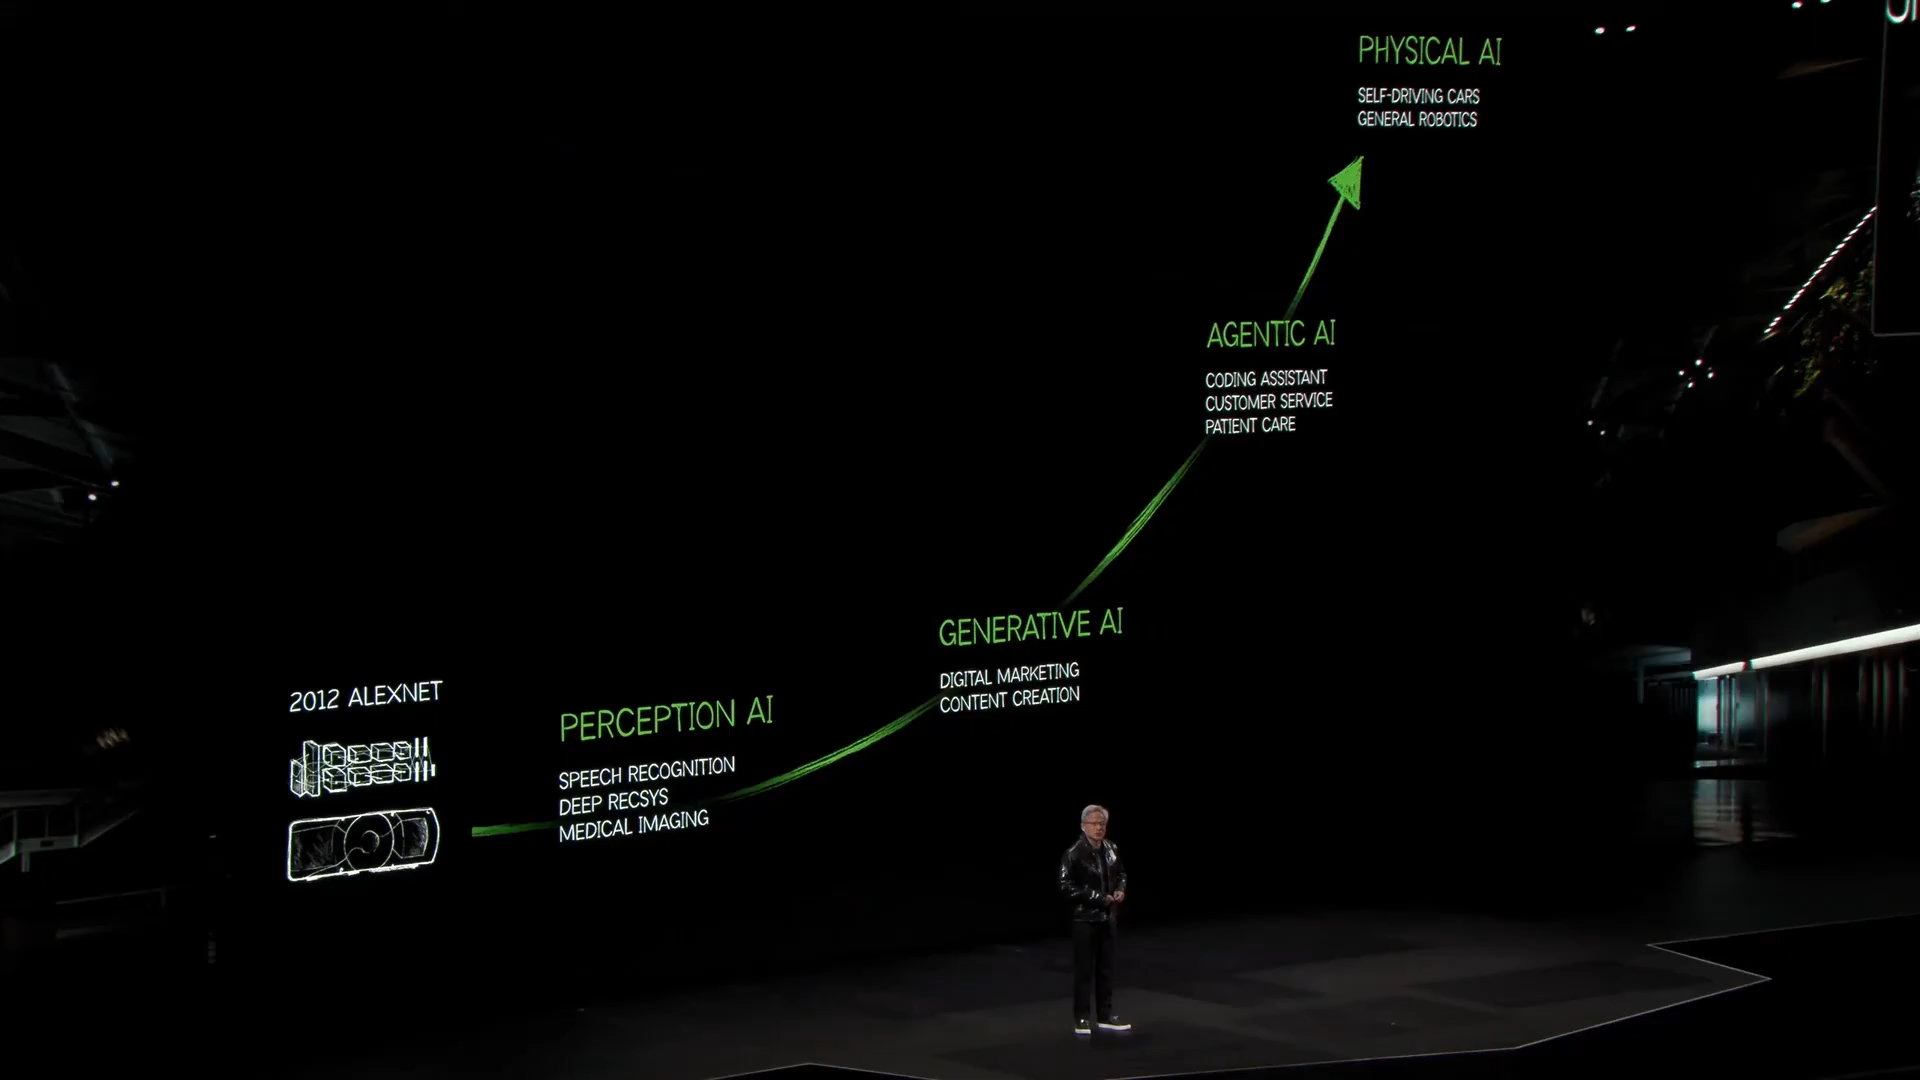 PHYSICAL AI
SELF-DRIVING CARS
GENERAL ROBOTICS
AGENTIC AI
CODING ASSISTANT
CUSTOMER SERVICE
PATIENT CARE
GENERATIVE AI
DIGITAL MARKETING
CONTENT CREATION
2012 ALEXNET
PERCEPTION AI
SPEECH RECOGNITION
DEEP RECSYS
MEDICAL IMAGING